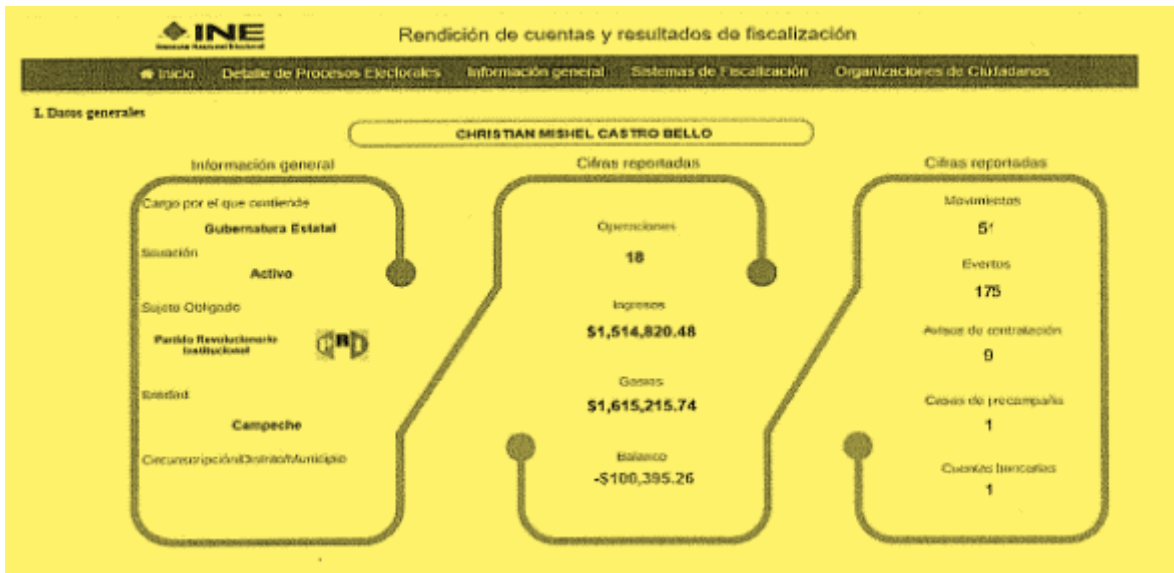 INE
Instituto Nacional Electoral
Rendición de cuentas y resultados de fiscalización
Inicio Detalle de Procesos Electorales Información general Sistemas de Fiscalización Organizaciones de Ciudadanos
I. Datos generales
CHRISTIAN MISHEL CASTRO BELLO
Información general
Cargo por el que contiende
Gubernatura Estatal
Situación
Activo
Sujeto Obligado
Partido Revolucionario
Institucional
PRI
Entidad
Campeche
Circunscripción/Distrito/Municipio
Cifras reportadas
Operaciones
18
Ingresos
$1,514,820.48
Gastos
$1,615,215.74
Balance
-$100,395.26
Cifras reportadas
Movimientos
Eventos
175
Avisos de contratación
9
Casas de precampaña
1
Cuentas bancarias
1